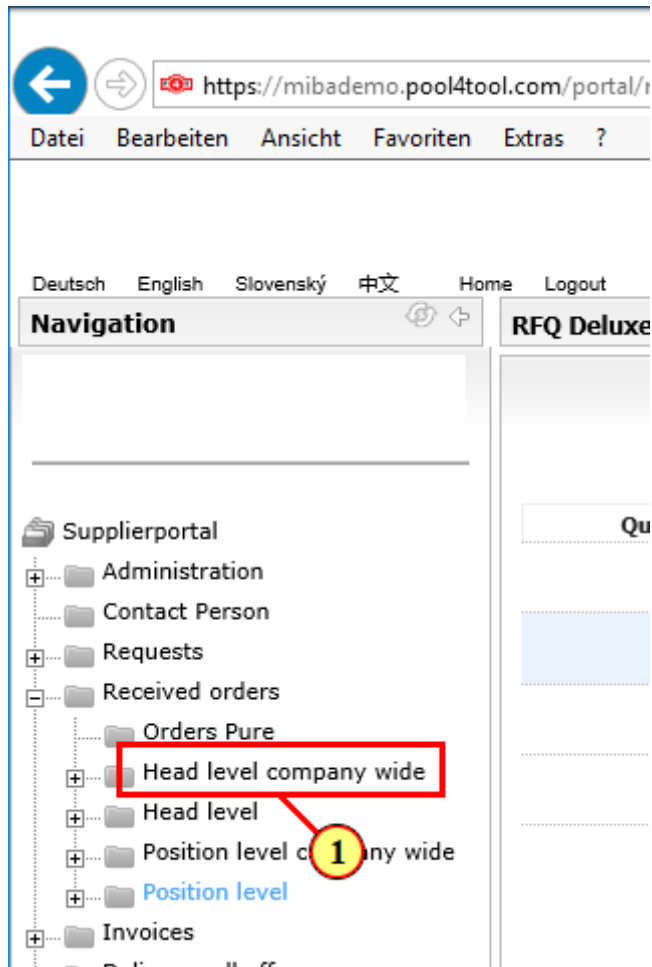 https://mibademo.pool4tool.com/portal/
Datei Bearbeiten Ansicht Favoriten Extras ?
Deutsch English Slovenský 中文 Home Logout
Navigation
RFQ Deluxe
Qu
Supplierportal
Administration
Contact Person
Requests
Received orders
Orders Pure
Head level company wide
Head level
Position level c 1 ny wide
Position level
Invoices